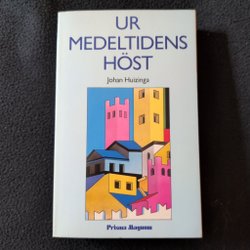 UR
MEDELTIDENS
HÖST
Johan Huizinga
Prisma Magnum